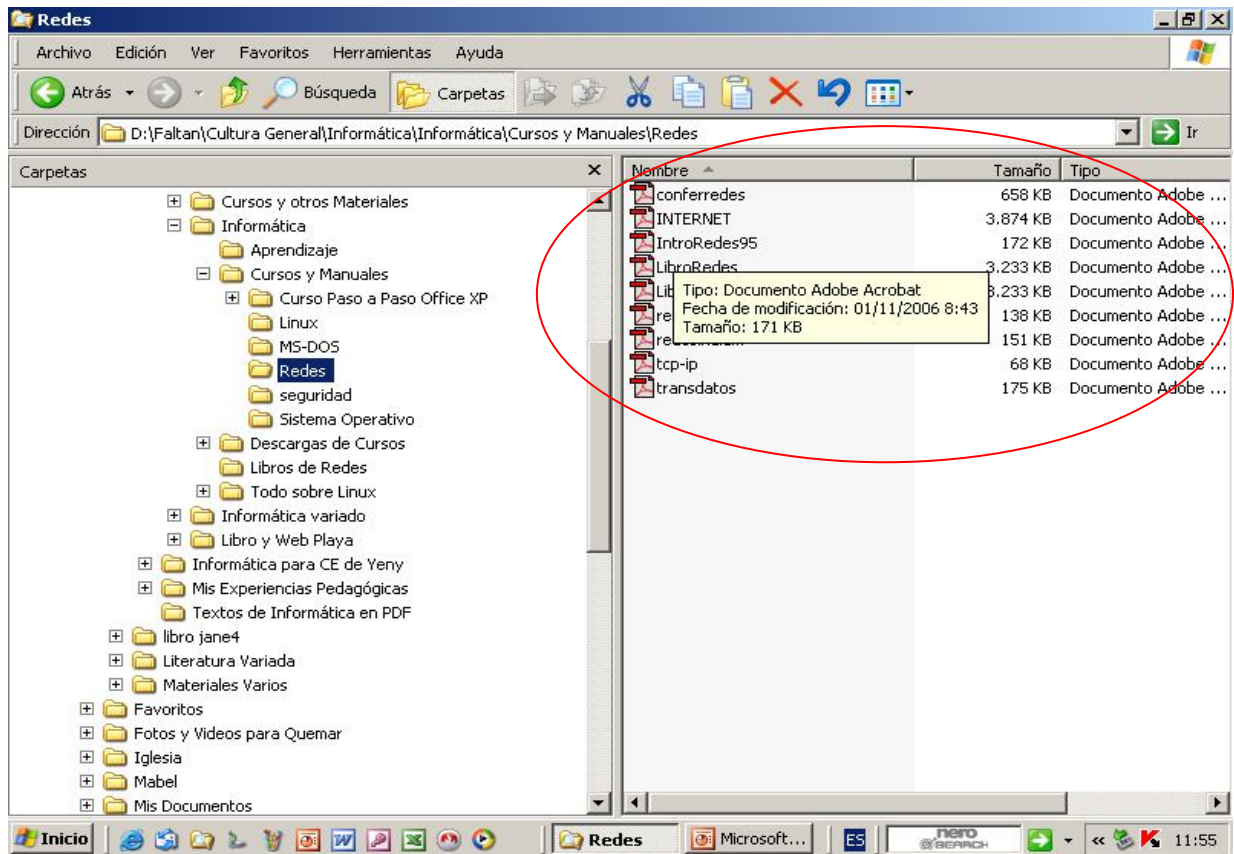 Redes
Archivo Edición Ver Favoritos Herramientas Ayuda
Atrás Búsqueda Carpetas
Dirección D:\Faltan\Cultura General\Informática\Informática\Cursos y Manuales\Redes Ir
Carpetas
Cursos y otros Materiales
Informática
Aprendizaje
Cursos y Manuales
Curso Paso a Paso Office XP
Linux
MS-DOS
Redes
seguridad
Sistema Operativo
Descargas de Cursos
Libros de Redes
Todo sobre Linux
Informática variado
Libro y Web Playa
Informática para CE de Yeny
Mis Experiencias Pedagógicas
Textos de Informática en PDF
libro jane4
Literatura Variada
Materiales Varios
Favoritos
Fotos y Videos para Quemar
Iglesia
Mabel
Mis Documentos
Nombre Tamaño Tipo
conferredes 658 KB Documento Adobe ...
INTERNET 3.874 KB Documento Adobe ...
IntroRedes95 172 KB Documento Adobe ...
LibroRedes 3.233 KB Documento Adobe ...
Lib 3.233 KB Documento Adobe ...
re 138 KB Documento Adobe ...
151 KB Documento Adobe ...
tcp-ip 68 KB Documento Adobe ...
transdatos 175 KB Documento Adobe ...
Tipo: Documento Adobe Acrobat
Fecha de modificación: 01/11/2006 8:43
Tamaño: 171 KB
Inicio Redes Microsoft... ES nero SEARCH « 11:55